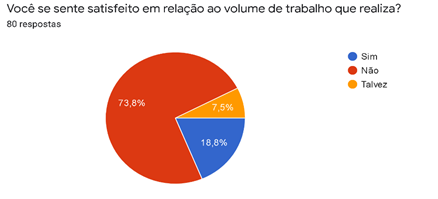 Você se sente satisfeito em relação ao volume de trabalho que realiza?
80 respostas
Sim
Não
Talvez
73,8%
7,5%
18,8%